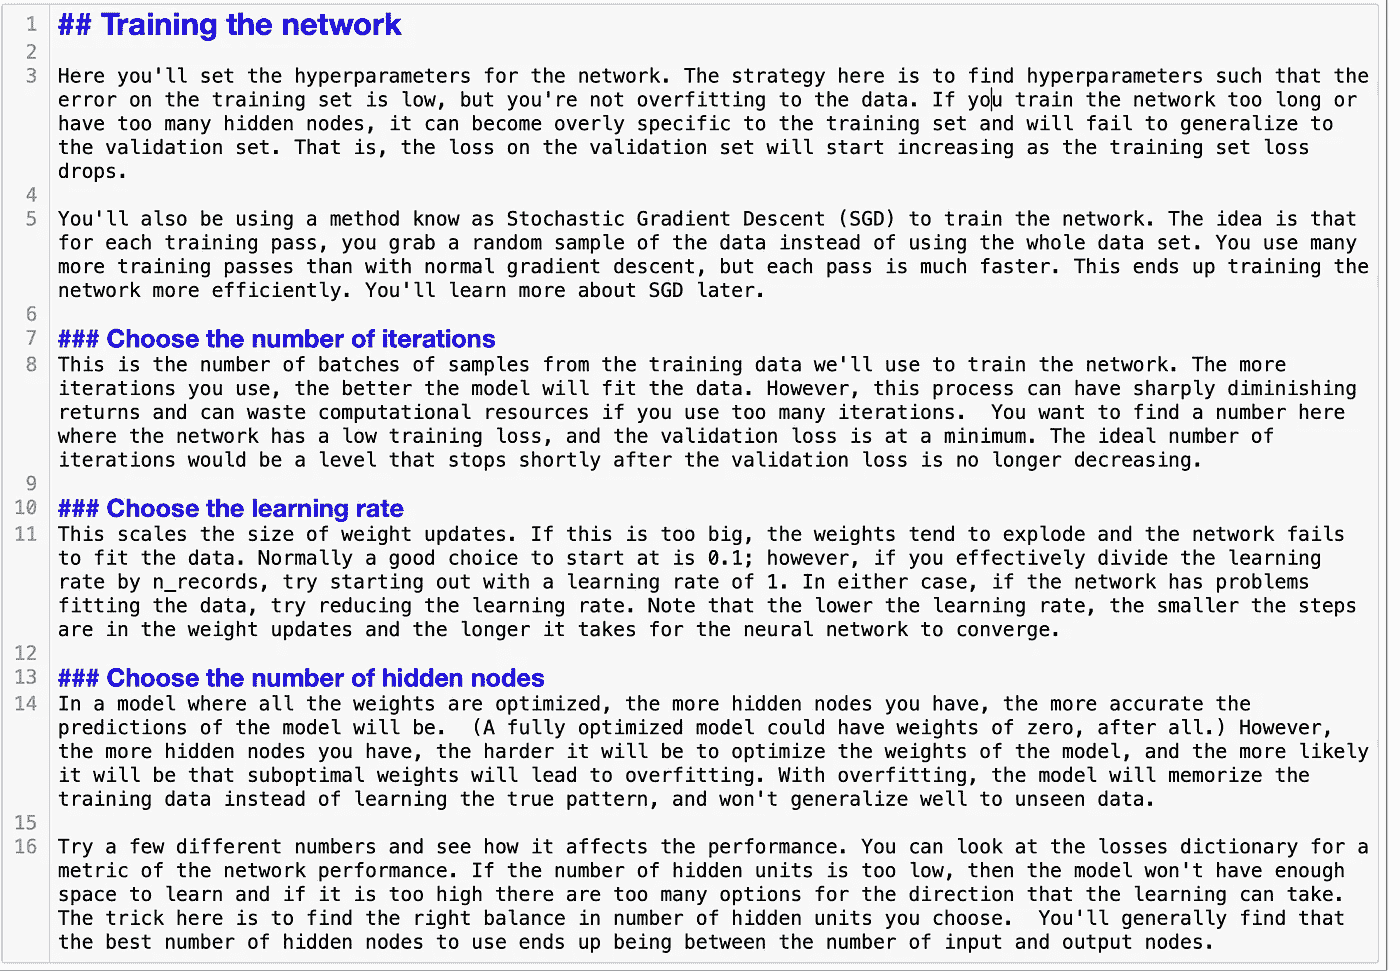 1 ## Training the network
2
3 Here you'll set the hyperparameters for the network. The strategy here is to find hyperparameters such that the
error on the training set is low, but you're not overfitting to the data. If you train the network too long or
have too many hidden nodes, it can become overly specific to the training set and will fail to generalize to
the validation set. That is, the loss on the validation set will start increasing as the training set loss
drops.
4
5 You'll also be using a method know as Stochastic Gradient Descent (SGD) to train the network. The idea is that
for each training pass, you grab a random sample of the data instead of using the whole data set. You use many
more training passes than with normal gradient descent, but each pass is much faster. This ends up training the
network more efficiently. You'll learn more about SGD later.
6
7 ### Choose the number of iterations
8 This is the number of batches of samples from the training data we'll use to train the network. The more
iterations you use, the better the model will fit the data. However, this process can have sharply diminishing
returns and can waste computational resources if you use too many iterations.  You want to find a number here
where the network has a low training loss, and the validation loss is at a minimum. The ideal number of
iterations would be a level that stops shortly after the validation loss is no longer decreasing.
9
10 ### Choose the learning rate
11 This scales the size of weight updates. If this is too big, the weights tend to explode and the network fails
to fit the data. Normally a good choice to start at is 0.1; however, if you effectively divide the learning
rate by n_records, try starting out with a learning rate of 1. In either case, if the network has problems
fitting the data, try reducing the learning rate. Note that the lower the learning rate, the smaller the steps
are in the weight updates and the longer it takes for the neural network to converge.
12
13 ### Choose the number of hidden nodes
14 In a model where all the weights are optimized, the more hidden nodes you have, the more accurate the
predictions of the model will be.  (A fully optimized model could have weights of zero, after all.) However,
the more hidden nodes you have, the harder it will be to optimize the weights of the model, and the more likely
it will be that suboptimal weights will lead to overfitting. With overfitting, the model will memorize the
training data instead of learning the true pattern, and won't generalize well to unseen data.
15
16 Try a few different numbers and see how it affects the performance. You can look at the losses dictionary for a
metric of the network performance. If the number of hidden units is too low, then the model won't have enough
space to learn and if it is too high there are too many options for the direction that the learning can take.
The trick here is to find the right balance in number of hidden units you choose.  You'll generally find that
the best number of hidden nodes to use ends up being between the number of input and output nodes.